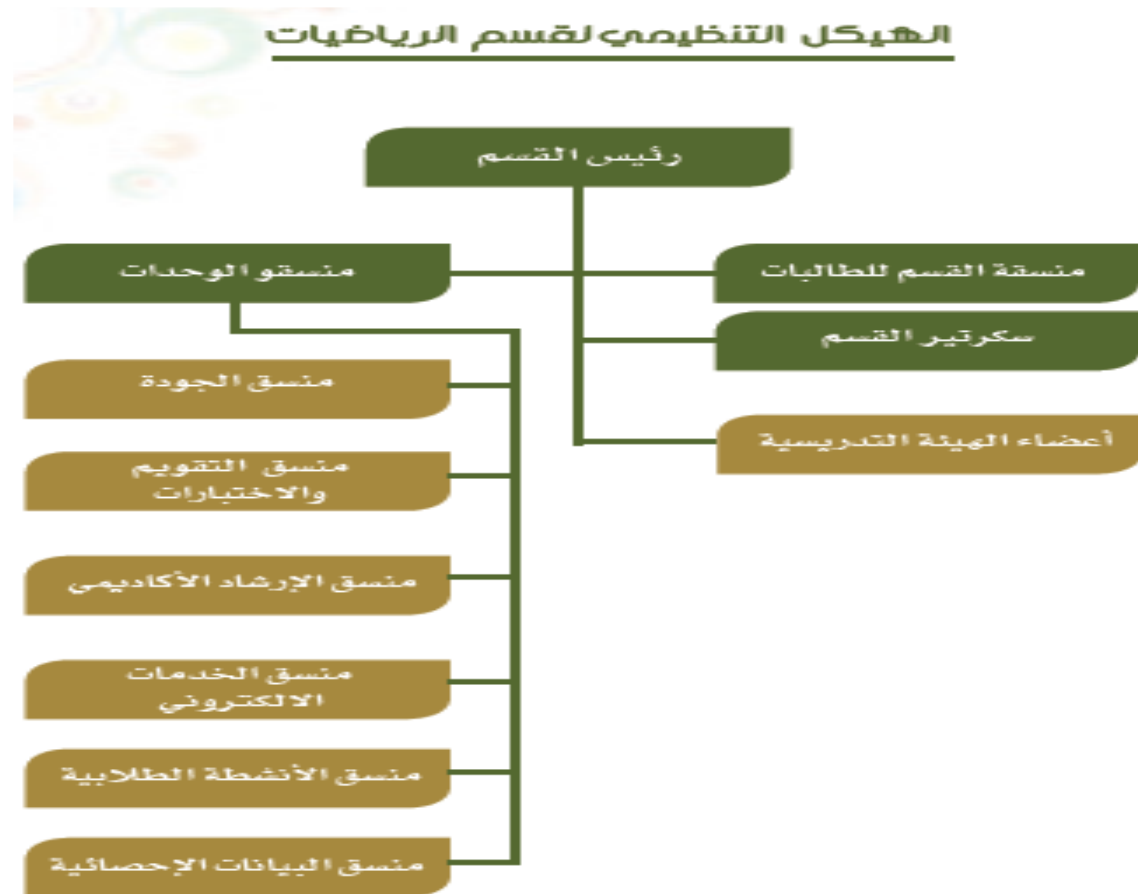 الهيكل التنظيمي لقسم الرياضيات
رئيس القسم
منسقة القسم للطالبات
منسقو الوحدات
سكرتير القسم
أعضاء الهيئة التدريسية
منسق الجودة
منسق التقويم
والاختبارات
منسق الإرشاد الأكاديمي
منسق الخدمات
الالكتروني
منسق الأنشطة الطلابية
منسق البيانات الإحصائية